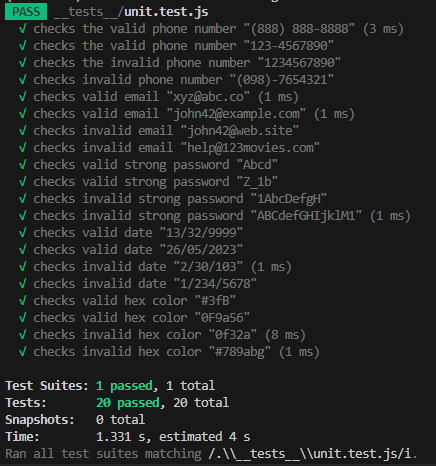 PASS __tests__/unit.test.js
√ checks the valid phone number "(888) 888-8888" (3 ms)
√ checks the valid phone number "123-4567890"
√ checks the invalid phone number "1234567890"
√ checks the invalid phone number "(098)-7654321"
√ checks valid email "xyz@abc.co" (1 ms)
√ checks valid email "john42@example.com" (1 ms)
√ checks invalid email "john42@web.site"
√ checks invalid email "help@123movies.com"
√ checks valid strong password "Abcd"
√ checks valid strong password "Z_1b"
√ checks invalid strong password "1AbcDefgH"
√ checks invalid strong password "ABCdefGHIjklM1" (1 ms)
√ checks valid date "13/32/9999"
√ checks valid date "26/05/2023"
√ checks invalid date "2/30/103" (1 ms)
√ checks invalid date "1/234/5678"
√ checks valid hex color "#3fB"
√ checks valid hex color "0F9a56"
√ checks invalid hex color "0f32a" (8 ms)
√ checks invalid hex color "#789abg" (1 ms)
Test Suites: 1 passed, 1 total
Tests: 20 passed, 20 total
Snapshots: 0 total
Time: 1.331 s, estimated 4 s
Ran all test suites matching /.\\__tests__\\unit.test.js/i.